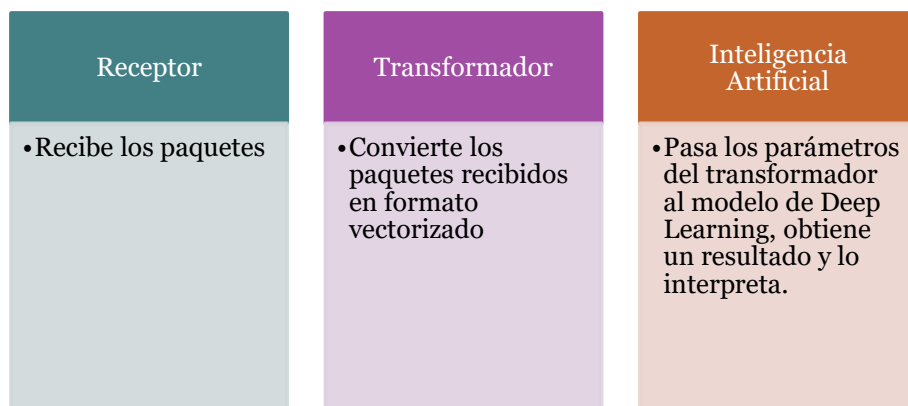 Receptor
•Recibe los paquetes
Transformador
•Convierte los
paquetes recibidos
en formato
vectorizado
Inteligencia
Artificial
•Pasa los parámetros
del transformador
al modelo de Deep
Learning, obtiene
un resultado y lo
interpreta.